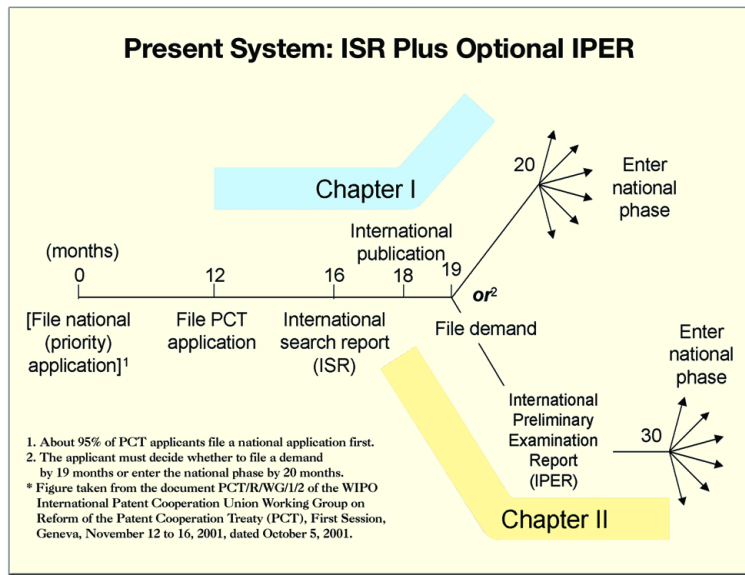 Present System: ISR Plus Optional IPER
Chapter I
20
Enter
national
phase
(months)
International
publication
0
12
16
18
19
[File national
(priority)
application]¹
File PCT
application
International
search report
(ISR)
or²
File demand
Enter
national
phase
International
Preliminary
Examination
Report
(IPER)
30
Chapter II
1. About 95% of PCT applicants file a national application first.
2. The applicant must decide whether to file a demand
by 19 months or enter the national phase by 20 months.
* Figure taken from the document PCT/R/WG/1/2 of the WIPO
International Patent Cooperation Union Working Group on
Reform of the Patent Cooperation Treaty (PCT), First Session,
Geneva, November 12 to 16, 2001, dated October 5, 2001.